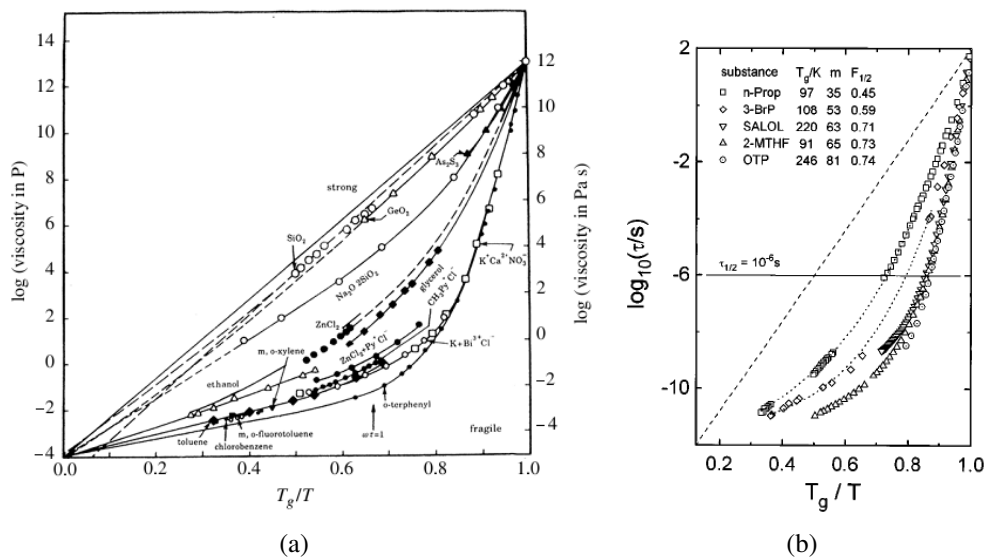 14
12
10
8
6
4
2
0
−2
−4
log (viscosity in P)
12
10
8
6
4
2
0
−2
−4
log (viscosity in Pa s)
As₂S₃
strong
GeO₂
SiO₂
K⁺Ca²⁺NO₃⁻
Na₂O 2SiO₂
glycerol
CH₃Py⁺Cl⁻
ZnCl₂
ZnCl₂+Py⁺Cl⁻
K+Bi³⁺Cl⁻
m, o-xylene
ethanol
o-terphenyl
toluene
m, o-fluorotoluene
chlorobenzene
ωτ=1
fragile
0.0 0.2 0.4 0.6 0.8 1.0
T_g/T
(a)
2
-2
-6
-10
log₁₀(τ/s)
substance T_g/K m F₁/₂
n-Prop 97 35 0.45
3-BrP 108 53 0.59
SALOL 220 63 0.71
2-MTHF 91 65 0.73
OTP 246 81 0.74
τ₁/₂ = 10⁻⁶s
0.2 0.4 0.6 0.8 1.0
T_g / T
(b)